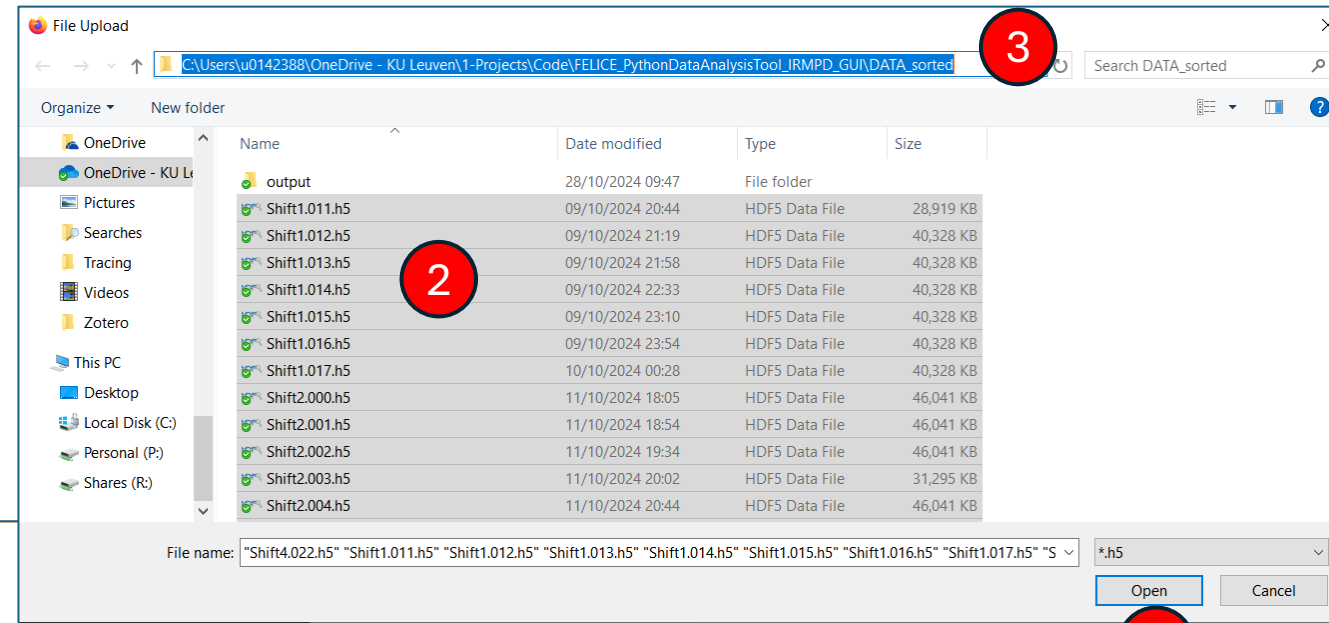 File Upload
3
C:\Users\u0142388\OneDrive - KU Leuven\1-Projects\Code\FELICE_PythonDataAnalysisTool_IRMPD_GUI\DATA_sorted
Search DATA_sorted
Organize
New folder
?
OneDrive
OneDrive - KU Le
Pictures
Searches
Tracing
Videos
Zotero
This PC
Desktop
Local Disk (C:)
Personal (P:)
Shares (R:)
Name Date modified Type Size
output 28/10/2024 09:47 File folder
Shift1.011.h5 09/10/2024 20:44 HDF5 Data File 28,919 KB
Shift1.012.h5 09/10/2024 21:19 HDF5 Data File 40,328 KB
Shift1.013.h5 09/10/2024 21:58 HDF5 Data File 40,328 KB
Shift1.014.h5 09/10/2024 22:33 HDF5 Data File 40,328 KB
Shift1.015.h5 09/10/2024 23:10 HDF5 Data File 40,328 KB
Shift1.016.h5 09/10/2024 23:54 HDF5 Data File 40,328 KB
Shift1.017.h5 10/10/2024 00:28 HDF5 Data File 40,328 KB
Shift2.000.h5 11/10/2024 18:05 HDF5 Data File 46,041 KB
Shift2.001.h5 11/10/2024 18:54 HDF5 Data File 46,041 KB
Shift2.002.h5 11/10/2024 19:34 HDF5 Data File 46,041 KB
Shift2.003.h5 11/10/2024 20:02 HDF5 Data File 31,295 KB
Shift2.004.h5 11/10/2024 20:44 HDF5 Data File 46,041 KB
2
File name: "Shift4.022.h5" "Shift1.011.h5" "Shift1.012.h5" "Shift1.013.h5" "Shift1.014.h5" "Shift1.015.h5" "Shift1.016.h5" "Shift1.017.h5" "S
*.h5
Open
Cancel